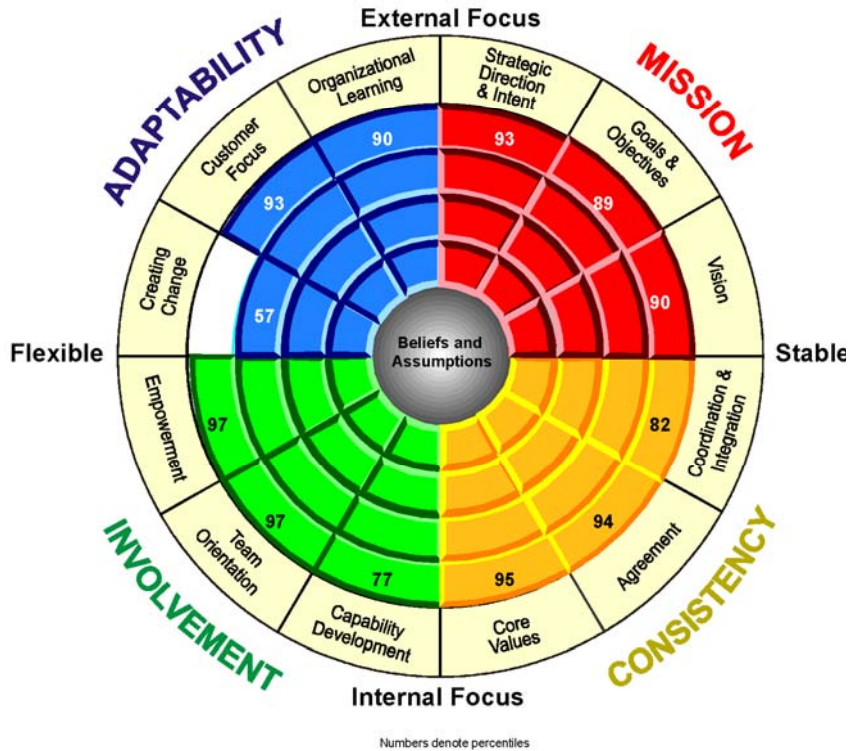 External Focus
ADAPTABILITY
MISSION
Organizational
Learning
Strategic
Direction
& Intent
Customer
Focus
Goals &
Objectives
90
93
93
89
Creating
Change
Vision
57
90
Flexible
Beliefs and
Assumptions
Stable
Empowerment
Coordination &
Integration
97
82
97
94
Team
Orientation
Agreement
77
95
Capability
Development
Core
Values
INVOLVEMENT
CONSISTENCY
Internal Focus
Numbers denote percentiles